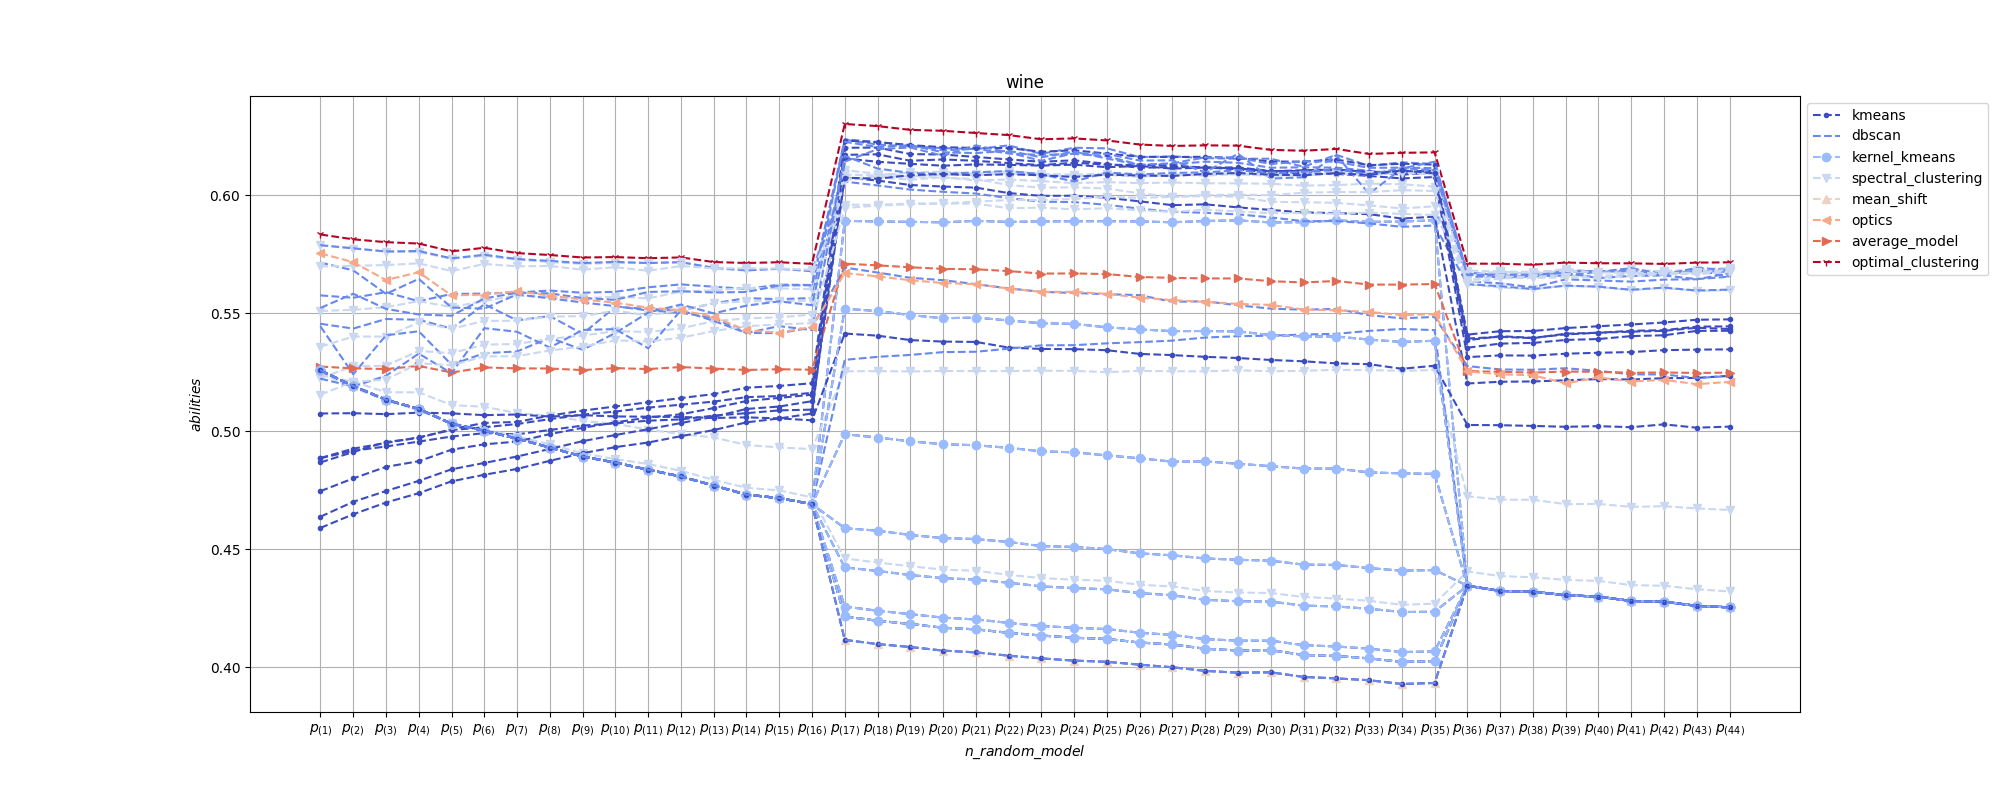 wine
kmeans
dbscan
kernel_kmeans
spectral_clustering
mean_shift
optics
average_model
optimal_clustering
0.60
0.55
0.50
0.45
0.40
abilities
p(1) p(2) p(3) p(4) p(5) p(6) p(7) p(8) p(9) p(10) p(11) p(12) p(13) p(14) p(15) p(16) p(17) p(18) p(19) p(20) p(21) p(22) p(23) p(24) p(25) p(26) p(27) p(28) p(29) p(30) p(31) p(32) p(33) p(34) p(35) p(36) p(37) p(38) p(39) p(40) p(41) p(42) p(43) p(44)
n_random_model